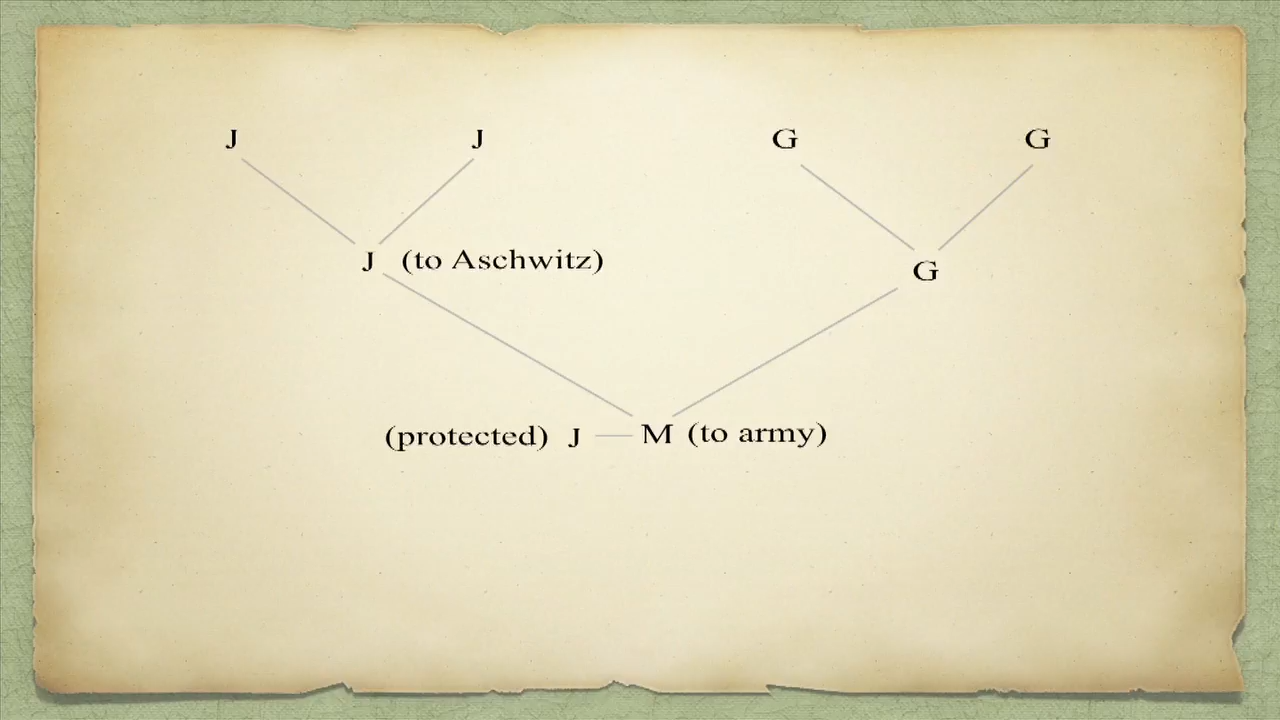 J J G G
J (to Aschwitz)
G
(protected) J M (to army)